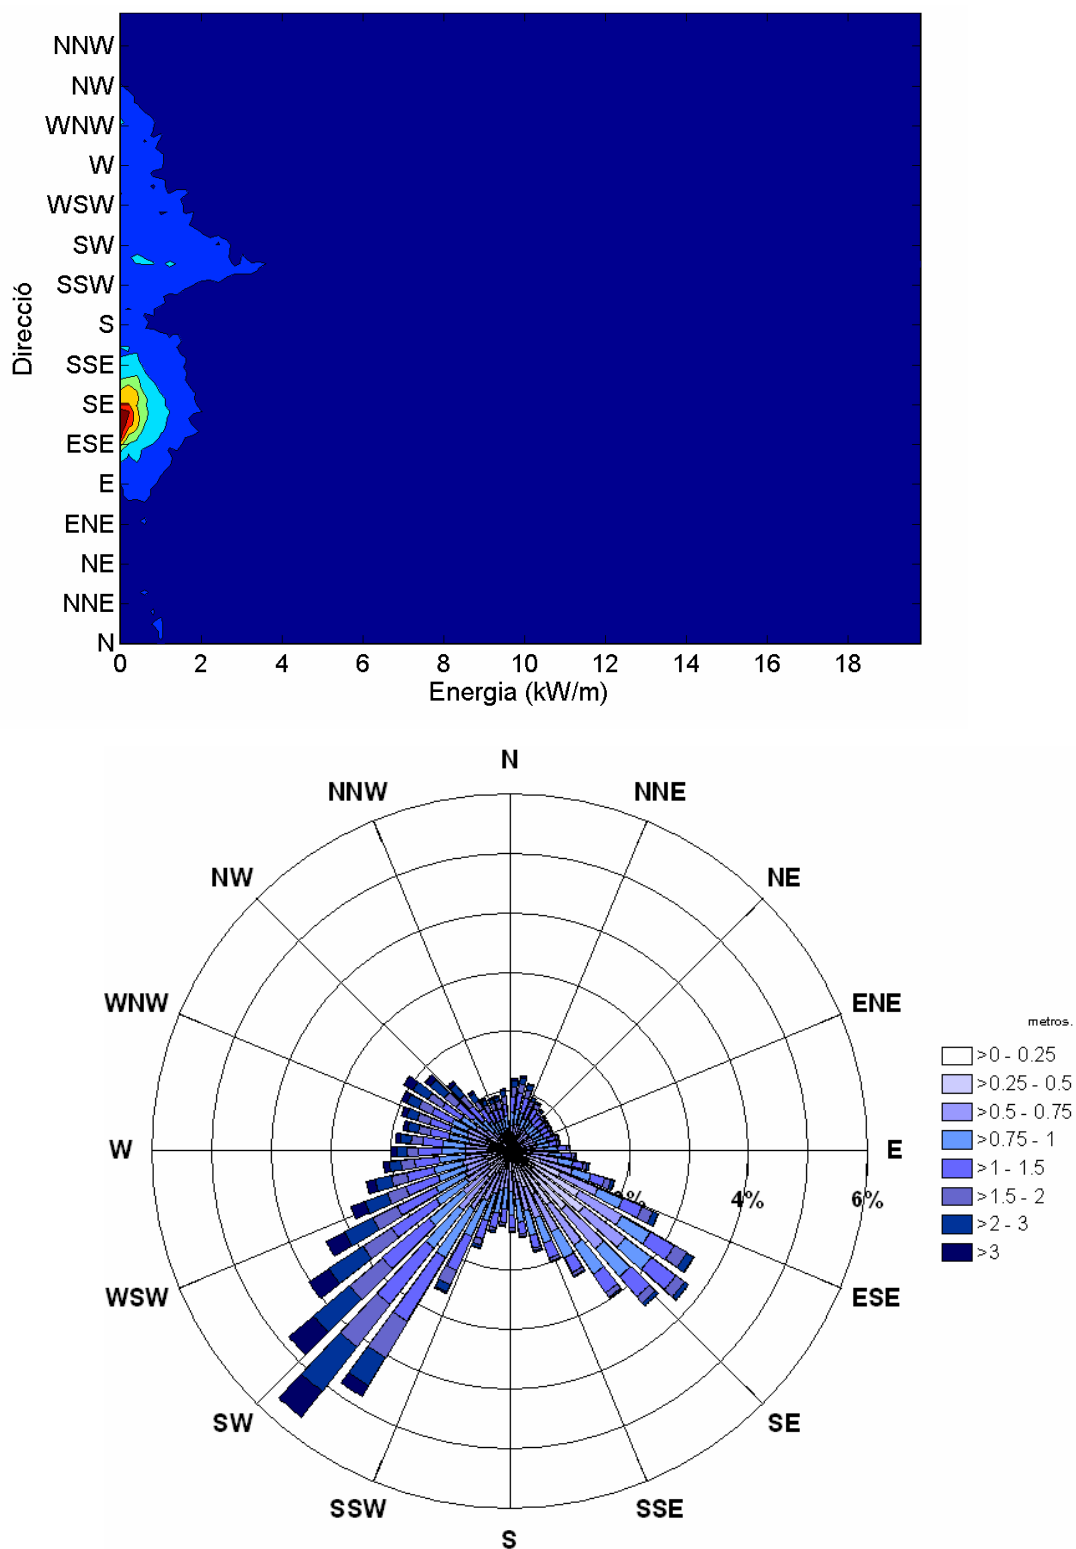 NNW
NW
WNW
W
WSW
SW
SSW
S
SSE
SE
ESE
E
ENE
NE
NNE
N
Direcció
0 2 4 6 8 10 12 14 16 18
Energia (kW/m)
N
NNW NNE
NW NE
WNW ENE
metros.
>0 - 0.25
>0.25 - 0.5
>0.5 - 0.75
>0.75 - 1
>1 - 1.5
>1.5 - 2
>2 - 3
>3
W E
4% 6%
WSW ESE
SW SE
SSW SSE
S